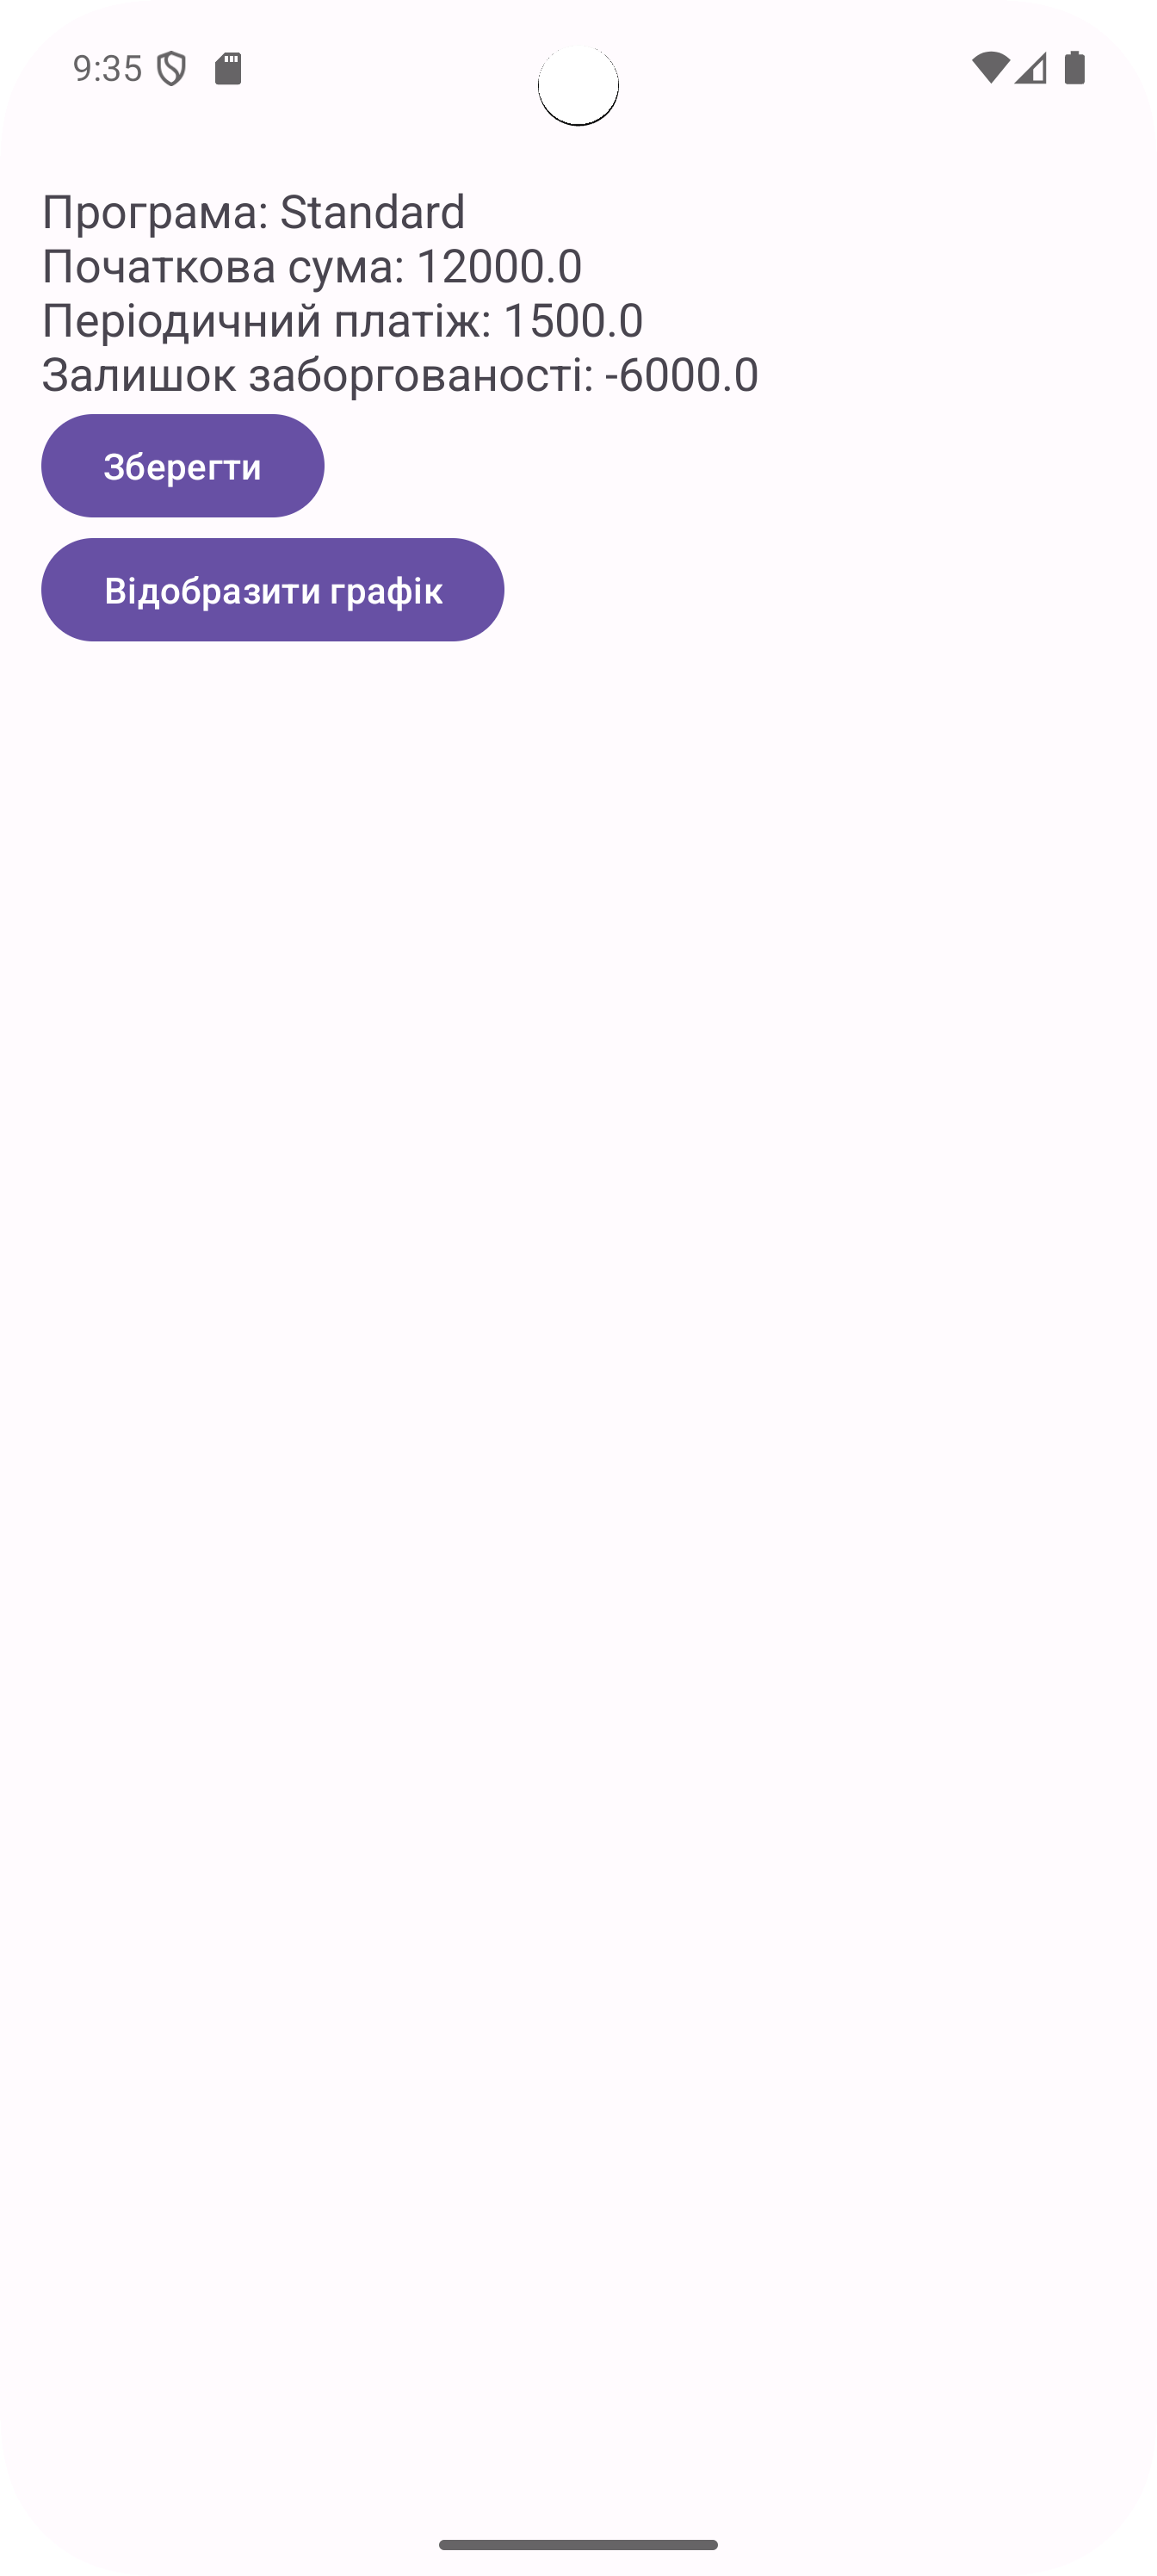 9:35
Програма: Standard
Початкова сума: 12000.0
Періодичний платіж: 1500.0
Залишок заборгованості: -6000.0
Зберегти
Відобразити графік